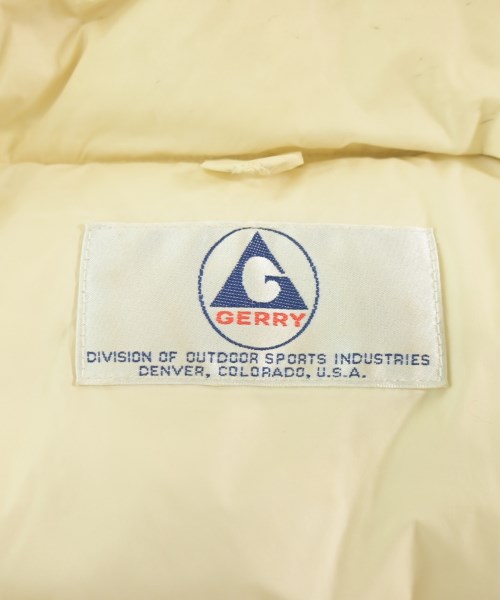 G
GERRY
DIVISION OF OUTDOOR SPORTS INDUSTRIES
DENVER, COLORADO, U.S.A.